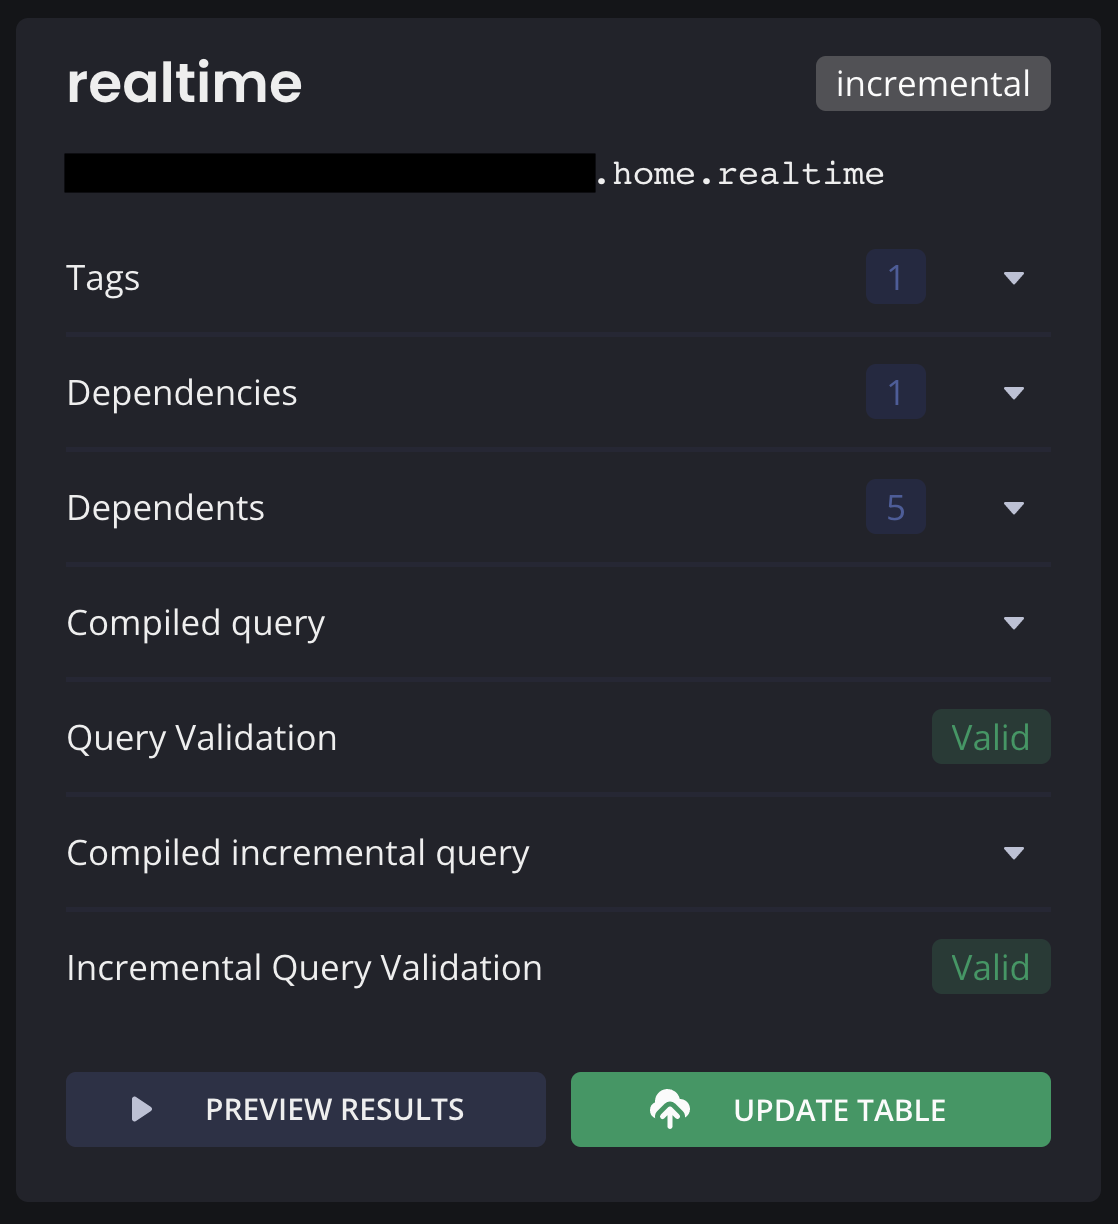 realtime
incremental
.home.realtime
Tags 1
Dependencies 1
Dependents 5
Compiled query
Query Validation Valid
Compiled incremental query
Incremental Query Validation Valid
PREVIEW RESULTS
UPDATE TABLE